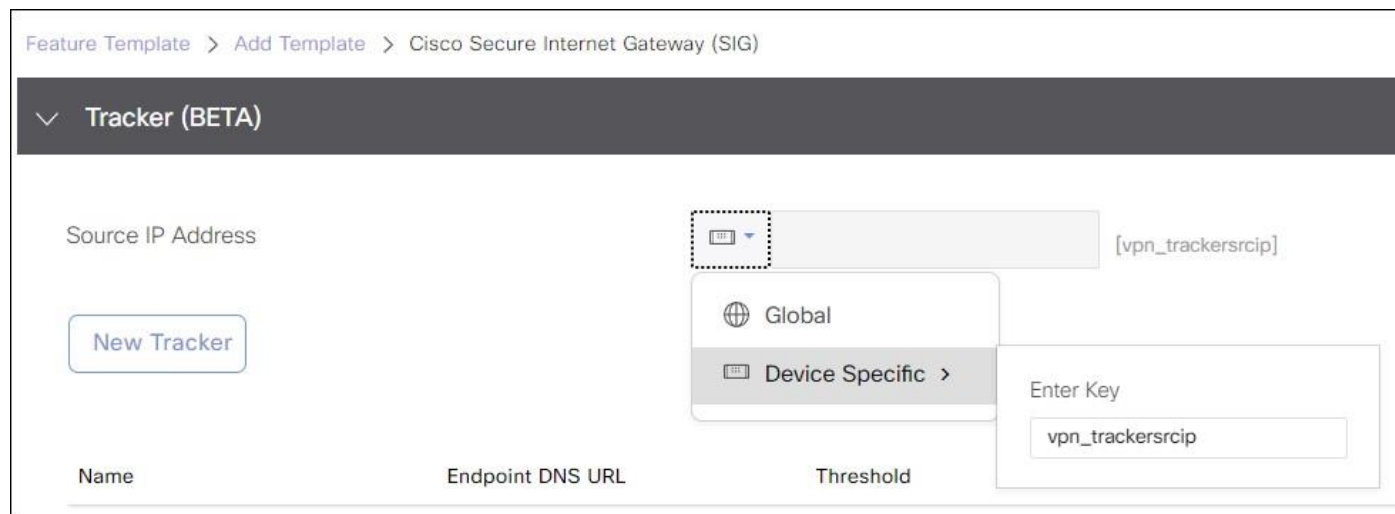 Feature Template > Add Template > Cisco Secure Internet Gateway (SIG)
Tracker (BETA)
Source IP Address
[vpn_trackersrcip]
Global
New Tracker
Device Specific >
Enter Key
vpn_trackersrcip
Name Endpoint DNS URL Threshold